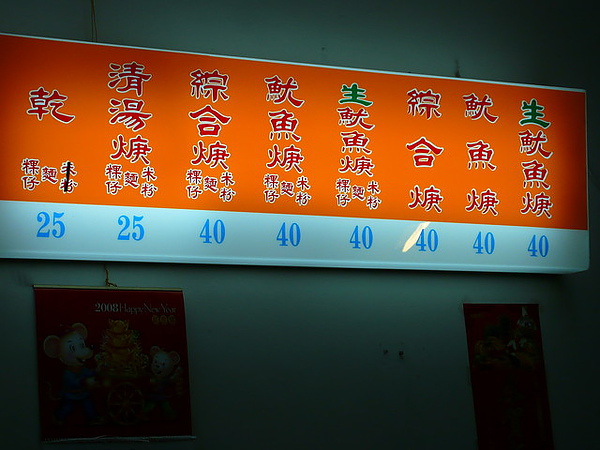 乾 粿仔 麵 米粉
清湯焿 粿仔 麵 米粉
綜合焿 粿仔 麵 米粉
魷魚焿 粿仔 麵 米粉
生魷魚焿 粿仔 麵 米粉
綜合焿
魷魚焿
生魷魚焿
25 25 40 40 40 40 40 40
2008 Happy New Year